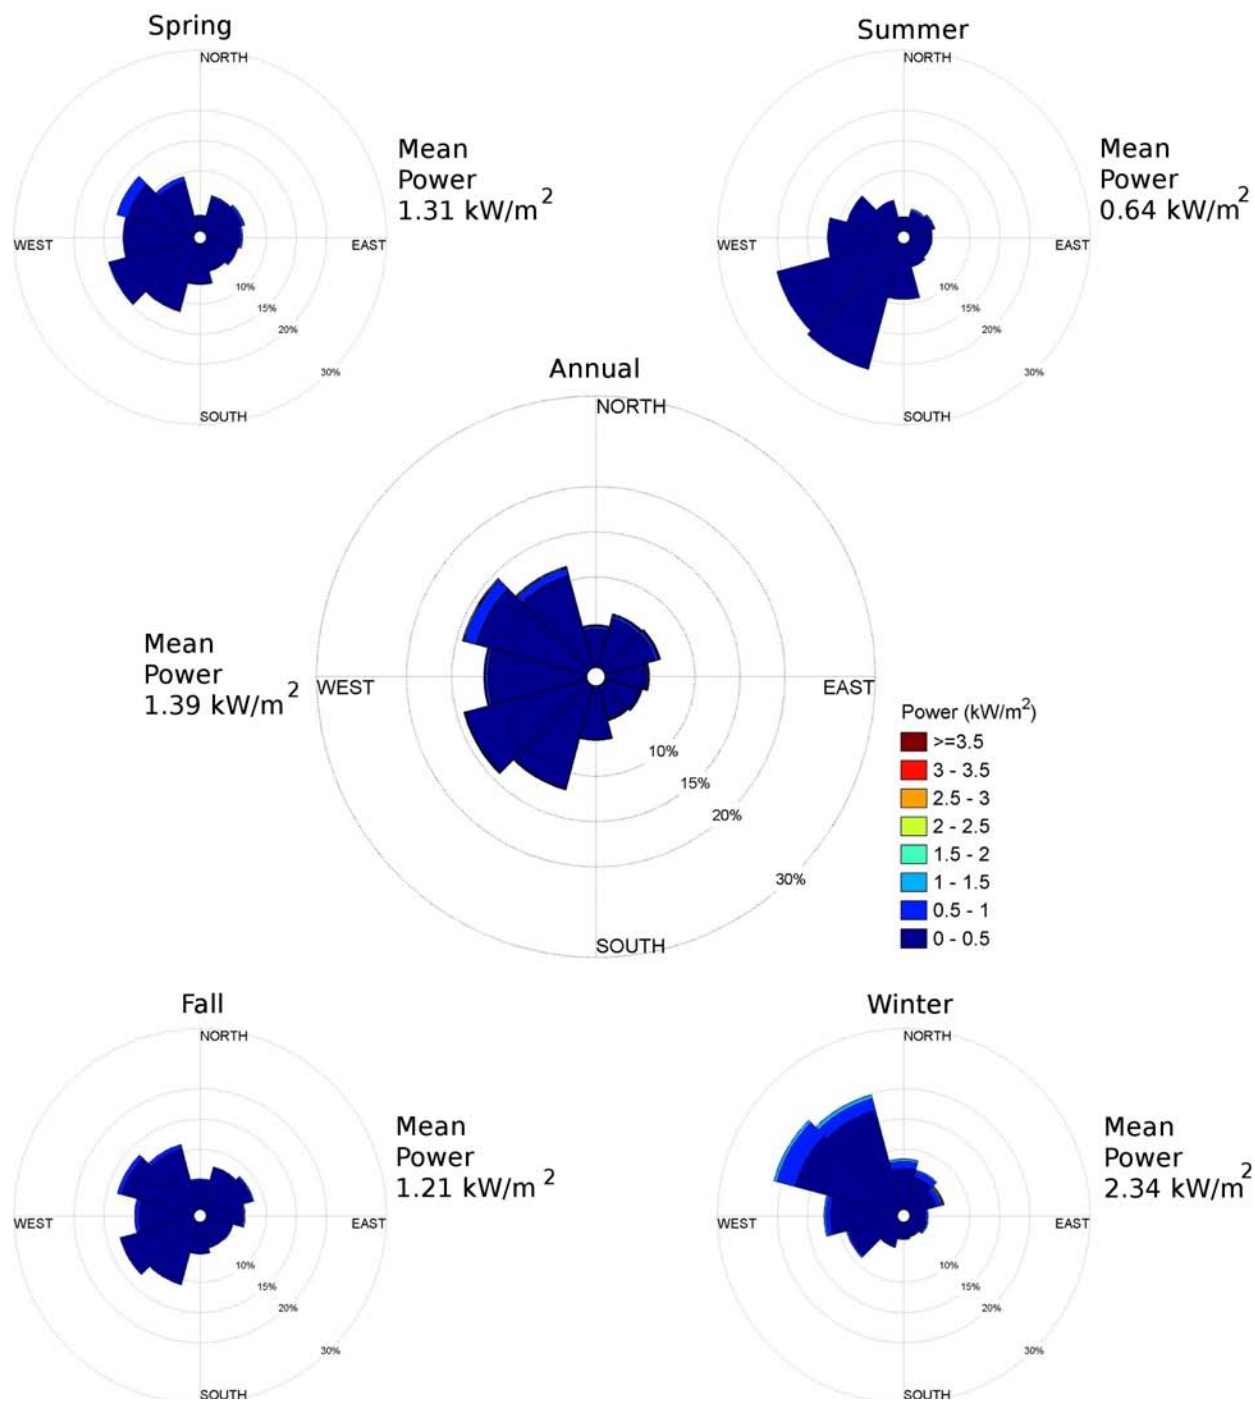 Spring
NORTH
WEST
EAST
SOUTH
10%
15%
20%
30%
Mean
Power
1.31 kW/m²
Summer
NORTH
WEST
EAST
SOUTH
10%
15%
20%
30%
Mean
Power
0.64 kW/m²
Annual
NORTH
WEST
EAST
SOUTH
10%
15%
20%
30%
Mean
Power
1.39 kW/m²
Power (kW/m²)
>=3.5
3 - 3.5
2.5 - 3
2 - 2.5
1.5 - 2
1 - 1.5
0.5 - 1
0 - 0.5
Fall
NORTH
WEST
EAST
SOUTH
10%
15%
20%
30%
Mean
Power
1.21 kW/m²
Winter
NORTH
WEST
EAST
SOUTH
10%
15%
20%
30%
Mean
Power
2.34 kW/m²